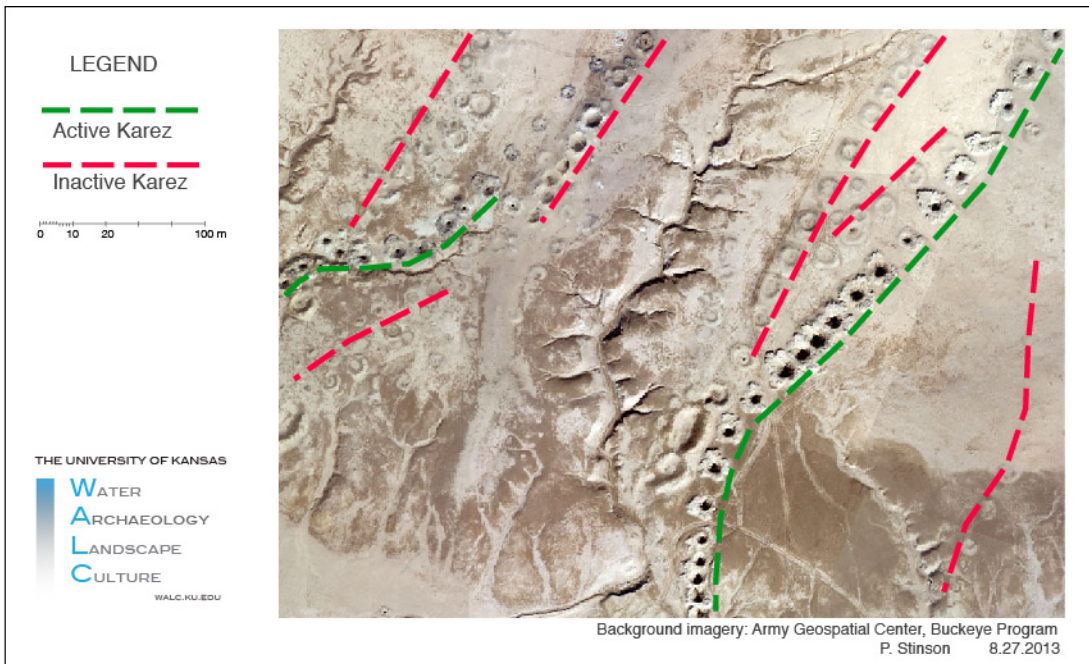 LEGEND
Active Karez
Inactive Karez
0 10 20 100 m
THE UNIVERSITY OF KANSAS
WATER
ARCHAEOLOGY
LANDSCAPE
CULTURE
WALC.KU.EDU
Background imagery: Army Geospatial Center, Buckeye Program
P. Stinson 8.27.2013